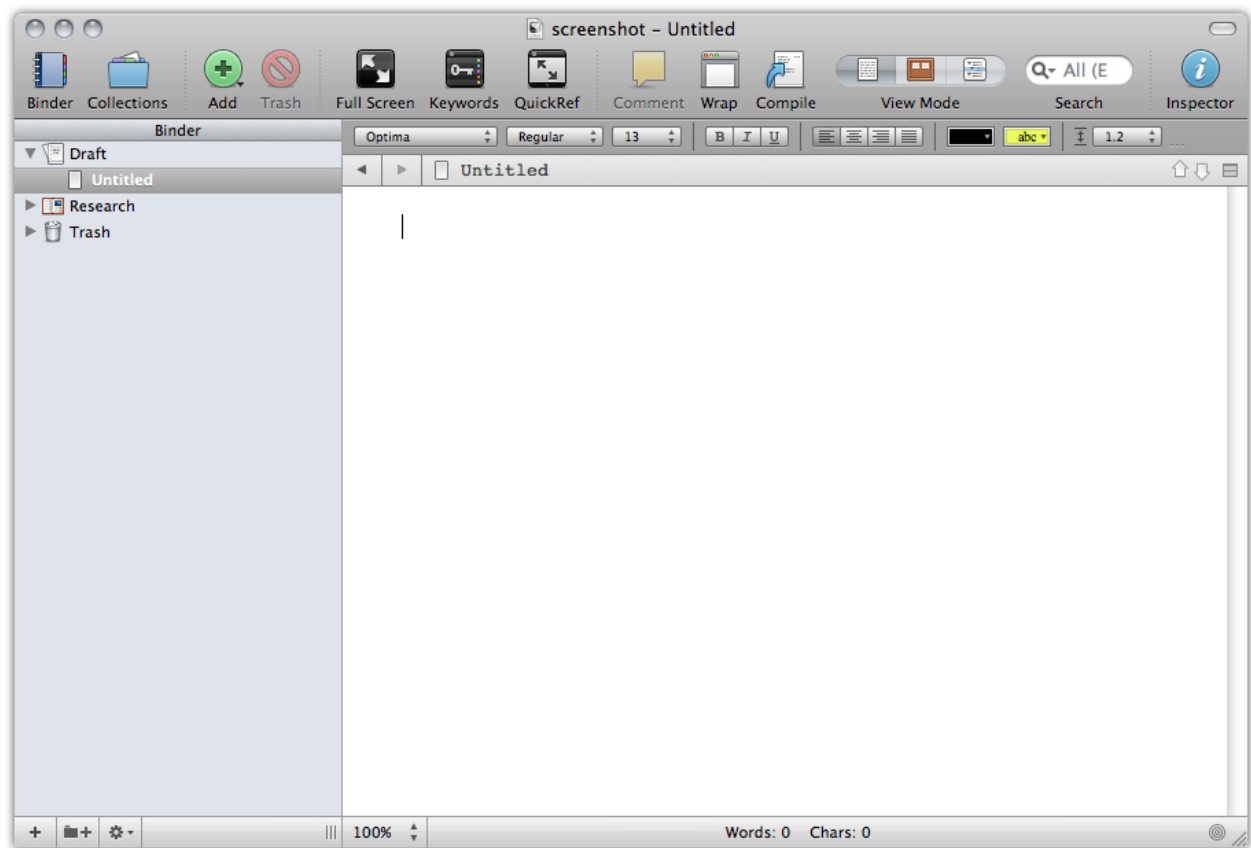 screenshot – Untitled
Binder Collections Add Trash Full Screen Keywords QuickRef Comment Wrap Compile View Mode All (E Search Inspector
Binder
Optima Regular 13 B I U abc 1.2 ...
Draft
Untitled
Untitled
Research
Trash
100% Words: 0 Chars: 0